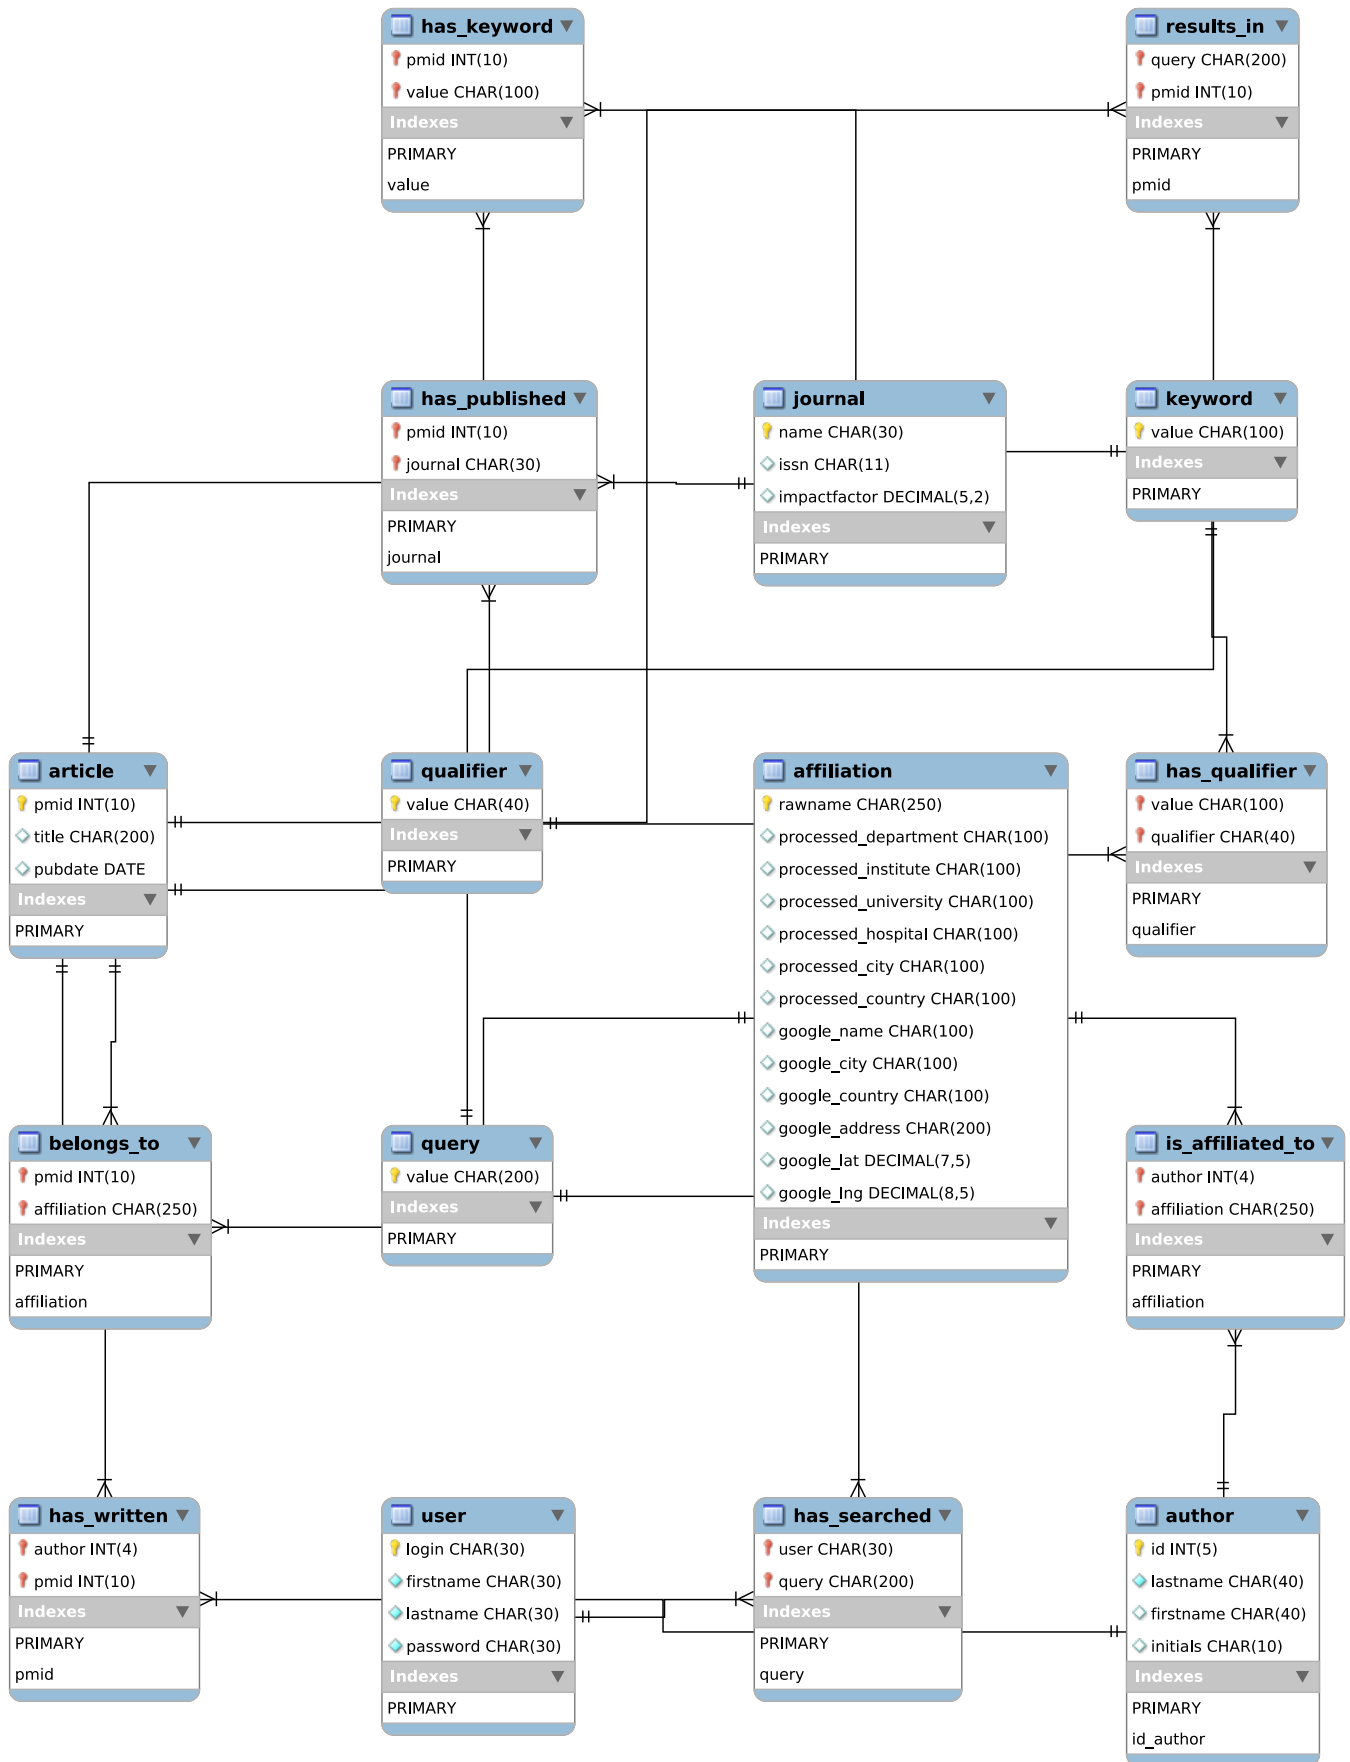 has_keyword
pmid INT(10)
value CHAR(100)
Indexes
PRIMARY
value
results_in
query CHAR(200)
pmid INT(10)
Indexes
PRIMARY
pmid
has_published
pmid INT(10)
journal CHAR(30)
Indexes
PRIMARY
journal
journal
name CHAR(30)
issn CHAR(11)
impactfactor DECIMAL(5,2)
Indexes
PRIMARY
keyword
value CHAR(100)
Indexes
PRIMARY
article
pmid INT(10)
title CHAR(200)
pubdate DATE
Indexes
PRIMARY
qualifier
value CHAR(40)
Indexes
PRIMARY
affiliation
rawname CHAR(250)
processed_department CHAR(100)
processed_institute CHAR(100)
processed_university CHAR(100)
processed_hospital CHAR(100)
processed_city CHAR(100)
processed_country CHAR(100)
google_name CHAR(100)
google_city CHAR(100)
google_country CHAR(100)
google_address CHAR(200)
google_lat DECIMAL(7,5)
google_lng DECIMAL(8,5)
Indexes
PRIMARY
has_qualifier
value CHAR(100)
qualifier CHAR(40)
Indexes
PRIMARY
qualifier
belongs_to
pmid INT(10)
affiliation CHAR(250)
Indexes
PRIMARY
affiliation
query
value CHAR(200)
Indexes
PRIMARY
is_affiliated_to
author INT(4)
affiliation CHAR(250)
Indexes
PRIMARY
affiliation
has_written
author INT(4)
pmid INT(10)
Indexes
PRIMARY
pmid
user
login CHAR(30)
firstname CHAR(30)
lastname CHAR(30)
password CHAR(30)
Indexes
PRIMARY
has_searched
user CHAR(30)
query CHAR(200)
Indexes
PRIMARY
query
author
id INT(5)
lastname CHAR(40)
firstname CHAR(40)
initials CHAR(10)
Indexes
PRIMARY
id_author